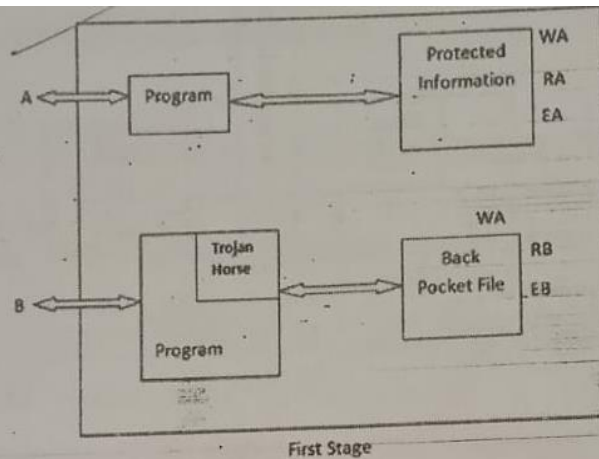 WA
Protected
Information
RA
EA
A
Program
WA
Trojan
Horse
Back
Pocket File
RB
EB
B
Program
First Stage